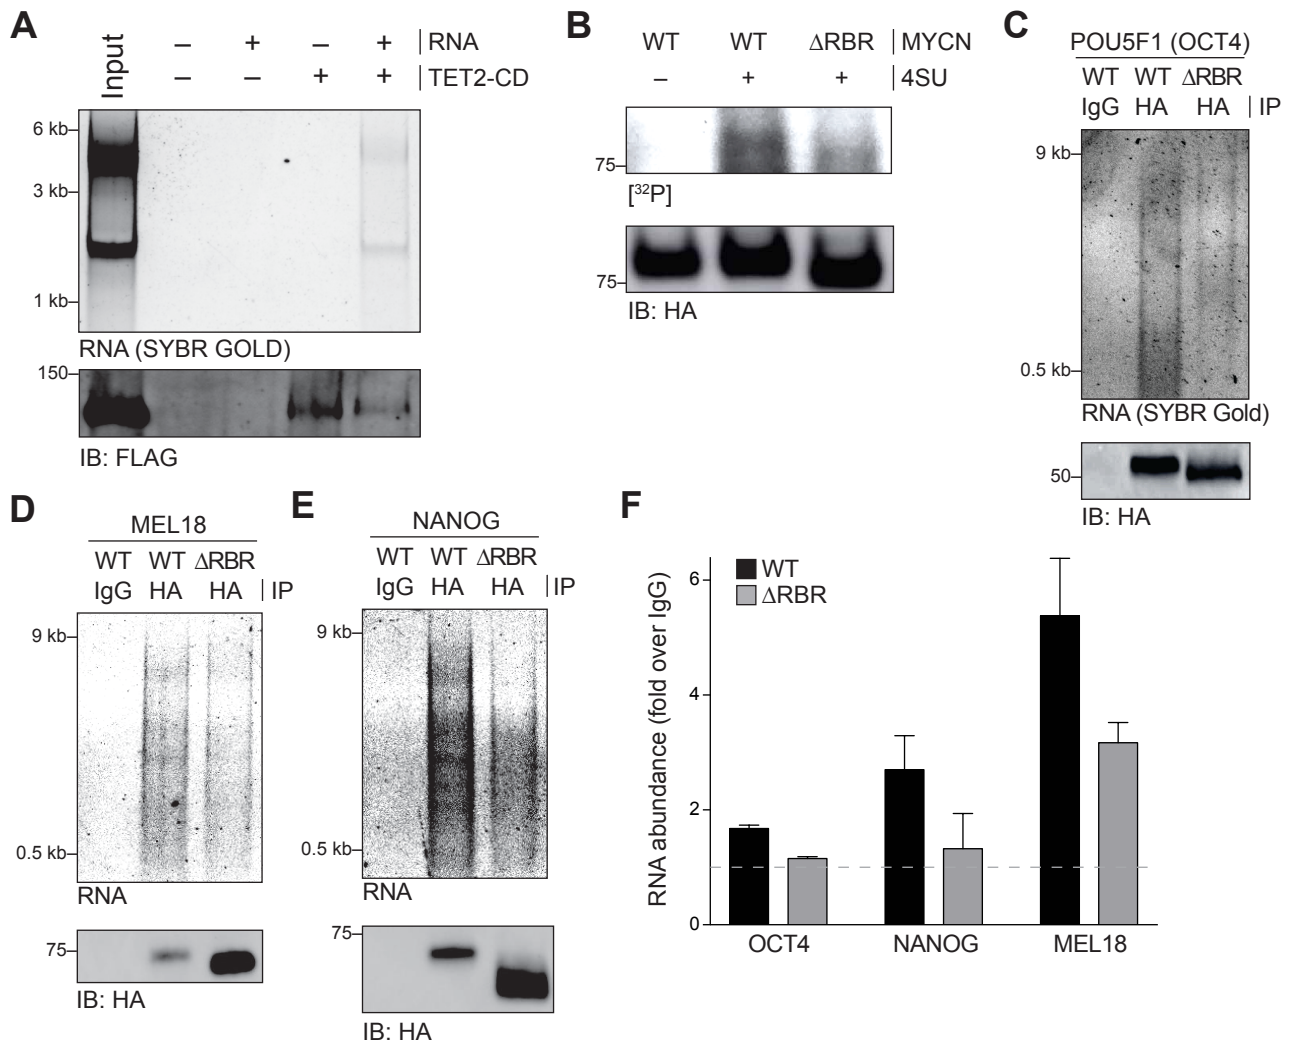 A
Input
– + – + RNA
– – + + TET2-CD
6 kb
3 kb
1 kb
RNA (SYBR GOLD)
150
IB: FLAG
B
WT WT ΔRBR MYCN
– + + 4SU
75
[³²P]
75
IB: HA
C
POU5F1 (OCT4)
WT WT ΔRBR
IgG HA HA IP
9 kb
0.5 kb
RNA (SYBR Gold)
50
IB: HA
D
MEL18
WT WT ΔRBR
IgG HA HA IP
9 kb
0.5 kb
RNA
75
IB: HA
E
NANOG
WT WT ΔRBR
IgG HA HA IP
9 kb
0.5 kb
RNA
75
IB: HA
F
WT
ΔRBR
RNA abundance (fold over IgG)
6
4
2
0
OCT4 NANOG MEL18